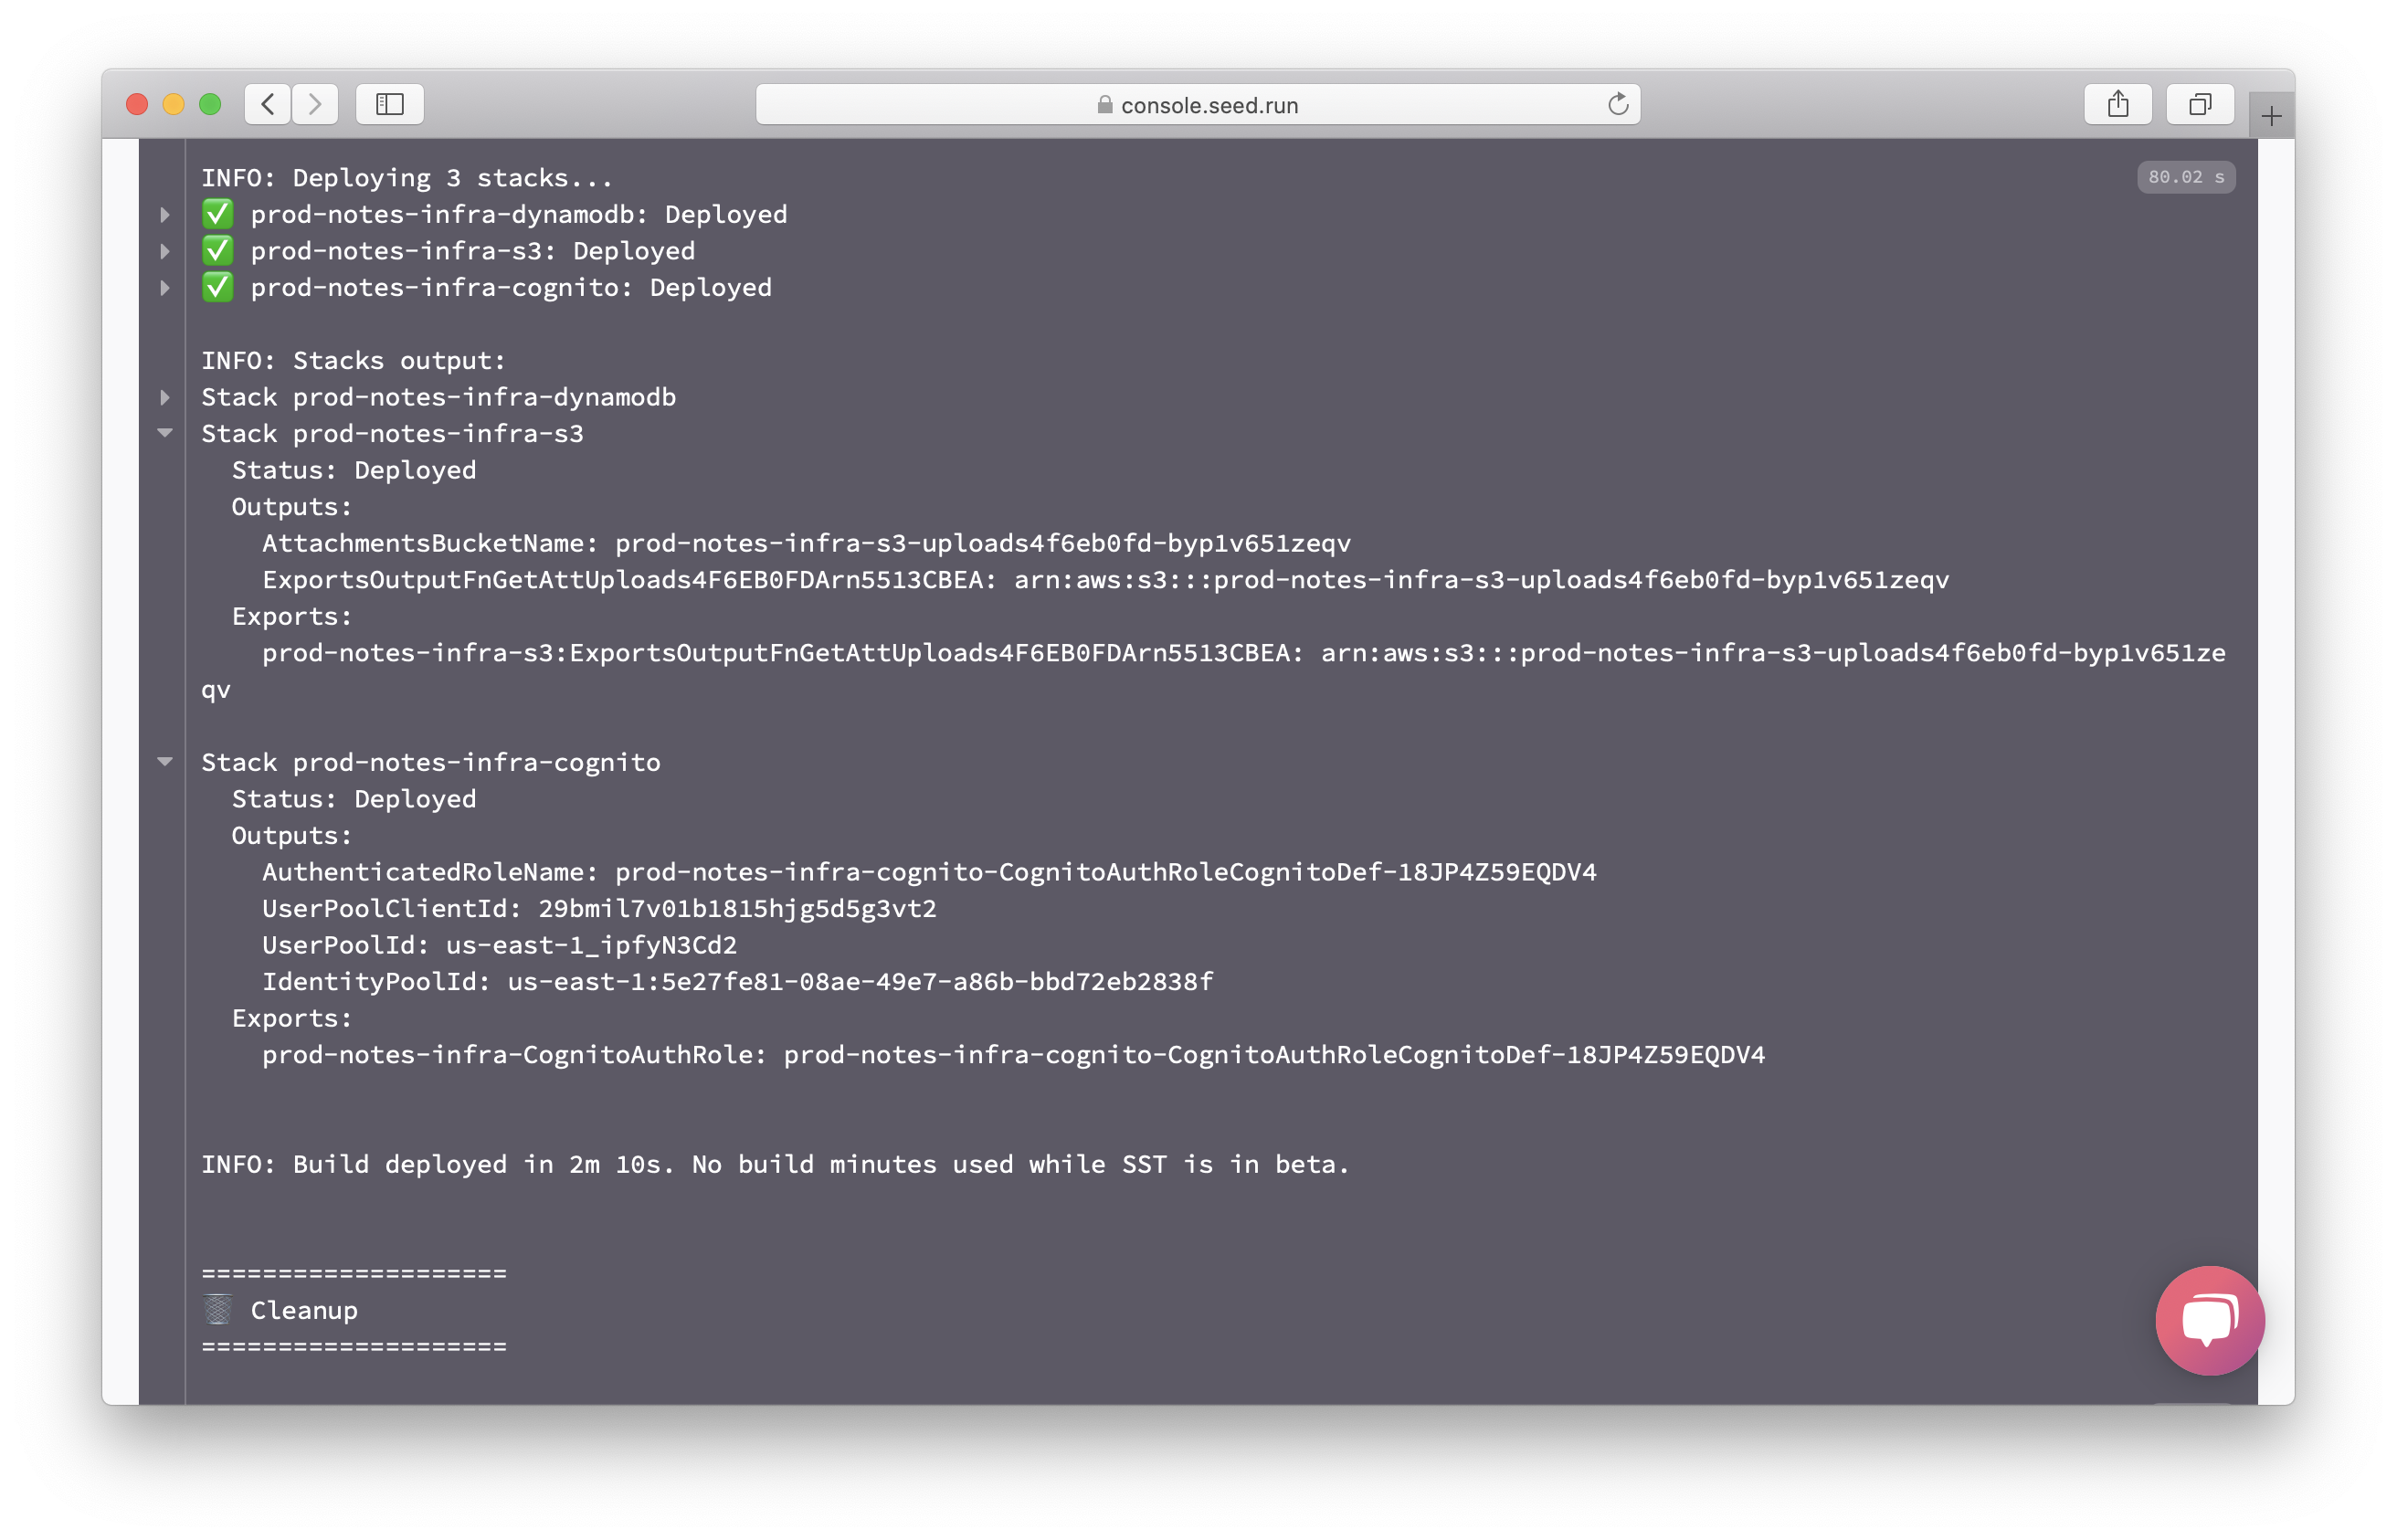 console.seed.run
INFO: Deploying 3 stacks...
80.02 s
✅ prod-notes-infra-dynamodb: Deployed
✅ prod-notes-infra-s3: Deployed
✅ prod-notes-infra-cognito: Deployed
INFO: Stacks output:
Stack prod-notes-infra-dynamodb
Stack prod-notes-infra-s3
Status: Deployed
Outputs:
AttachmentsBucketName: prod-notes-infra-s3-uploads4f6eb0fd-byp1v651zeqv
ExportsOutputFnGetAttUploads4F6EB0FDArn5513CBEA: arn:aws:s3:::prod-notes-infra-s3-uploads4f6eb0fd-byp1v651zeqv
Exports:
prod-notes-infra-s3:ExportsOutputFnGetAttUploads4F6EB0FDArn5513CBEA: arn:aws:s3:::prod-notes-infra-s3-uploads4f6eb0fd-byp1v651ze
qv
Stack prod-notes-infra-cognito
Status: Deployed
Outputs:
AuthenticatedRoleName: prod-notes-infra-cognito-CognitoAuthRoleCognitoDef-18JP4Z59EQDV4
UserPoolClientId: 29bmil7v01b1815hjg5d5g3vt2
UserPoolId: us-east-1_ipfyN3Cd2
IdentityPoolId: us-east-1:5e27fe81-08ae-49e7-a86b-bbd72eb2838f
Exports:
prod-notes-infra-CognitoAuthRole: prod-notes-infra-cognito-CognitoAuthRoleCognitoDef-18JP4Z59EQDV4
INFO: Build deployed in 2m 10s. No build minutes used while SST is in beta.
====================
🗑 Cleanup
====================